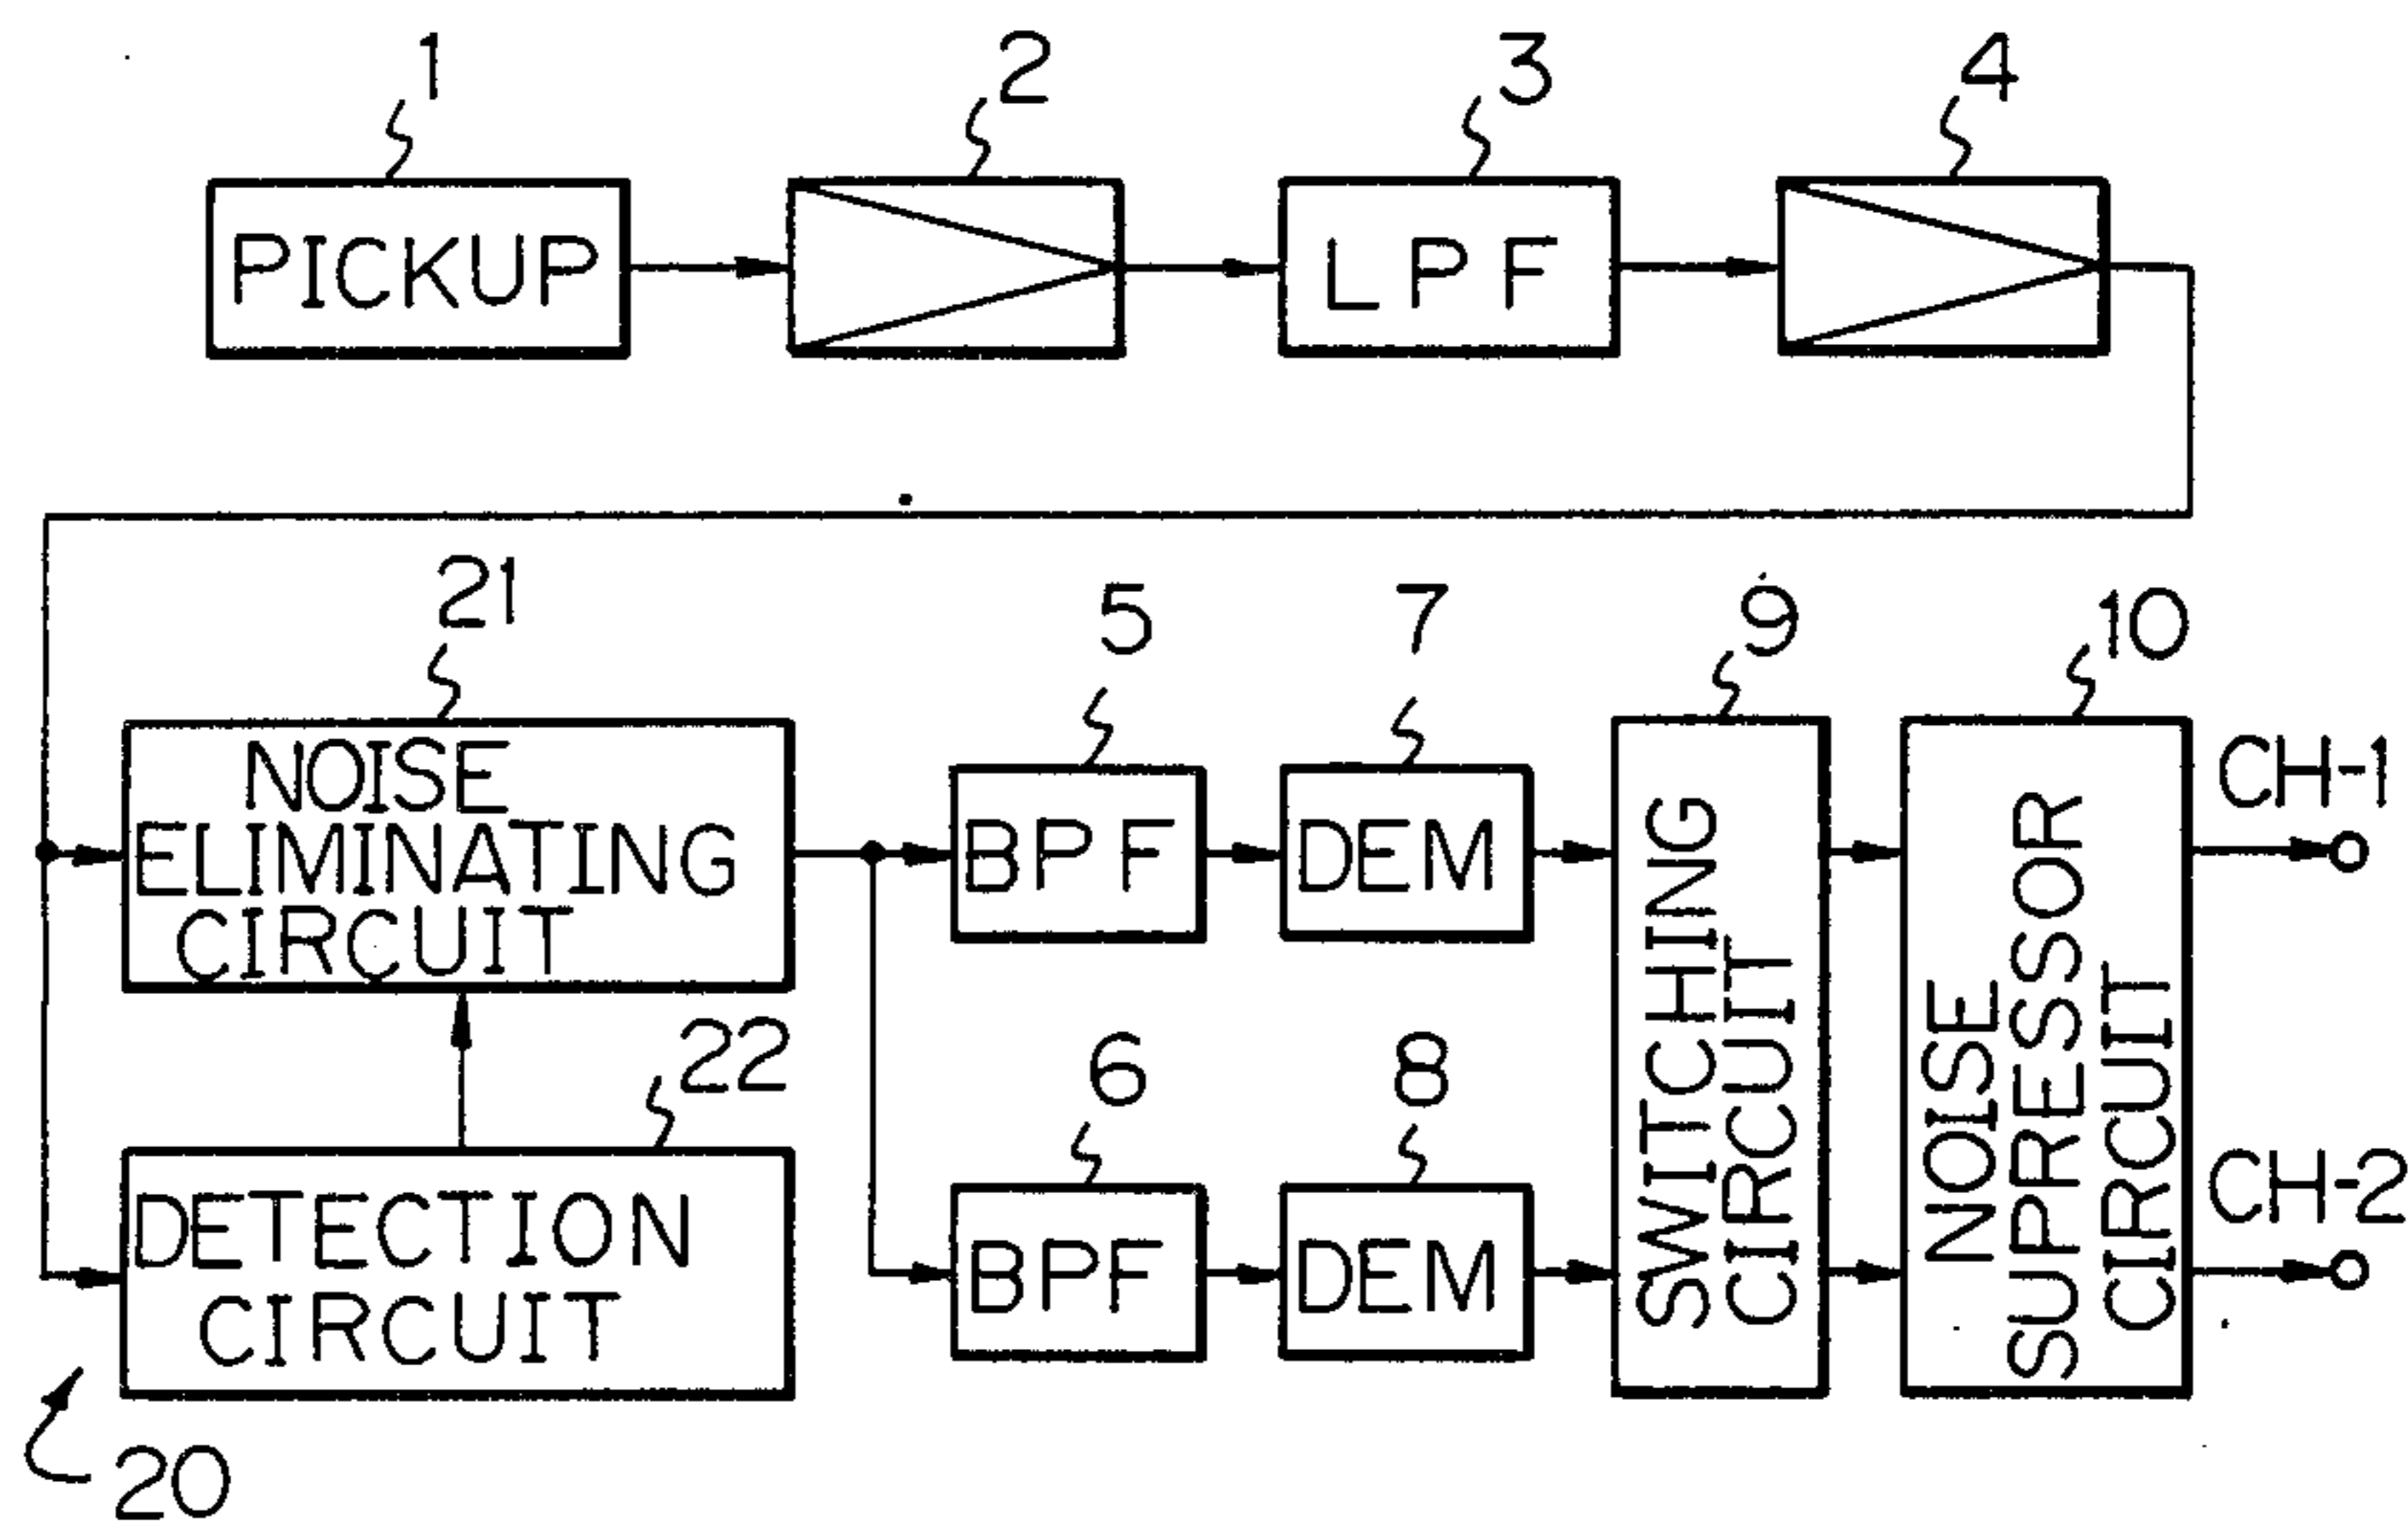 1
2
3
4
PICKUP
LPF
21
5
7
9
10
NOISE
ELIMINATING
CIRCUIT
BPF
DEM
SWITCHING
CIRCUIT
NOISE
SUPRESSOR
CIRCUIT
CH-1
22
6
8
DETECTION
CIRCUIT
BPF
DEM
CH-2
20